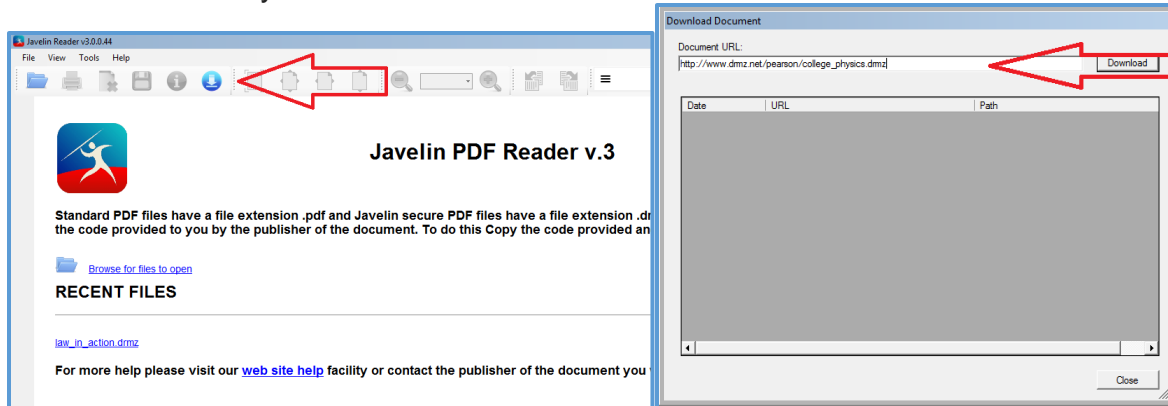 Javelin Reader v3.0.0.44
File View Tools Help
Javelin PDF Reader v.3
Standard PDF files have a file extension .pdf and Javelin secure PDF files have a file extension
the code provided to you by the publisher of the document. To do this Copy the code provided
Browse for files to open
RECENT FILES
law_in_action.drmz
For more help please visit our web site help facility or contact the publisher of the document you
Download Document
Document URL:
http://www.drmz.net/pearson/college_physics.drmz
Download
Date URL Path
Close